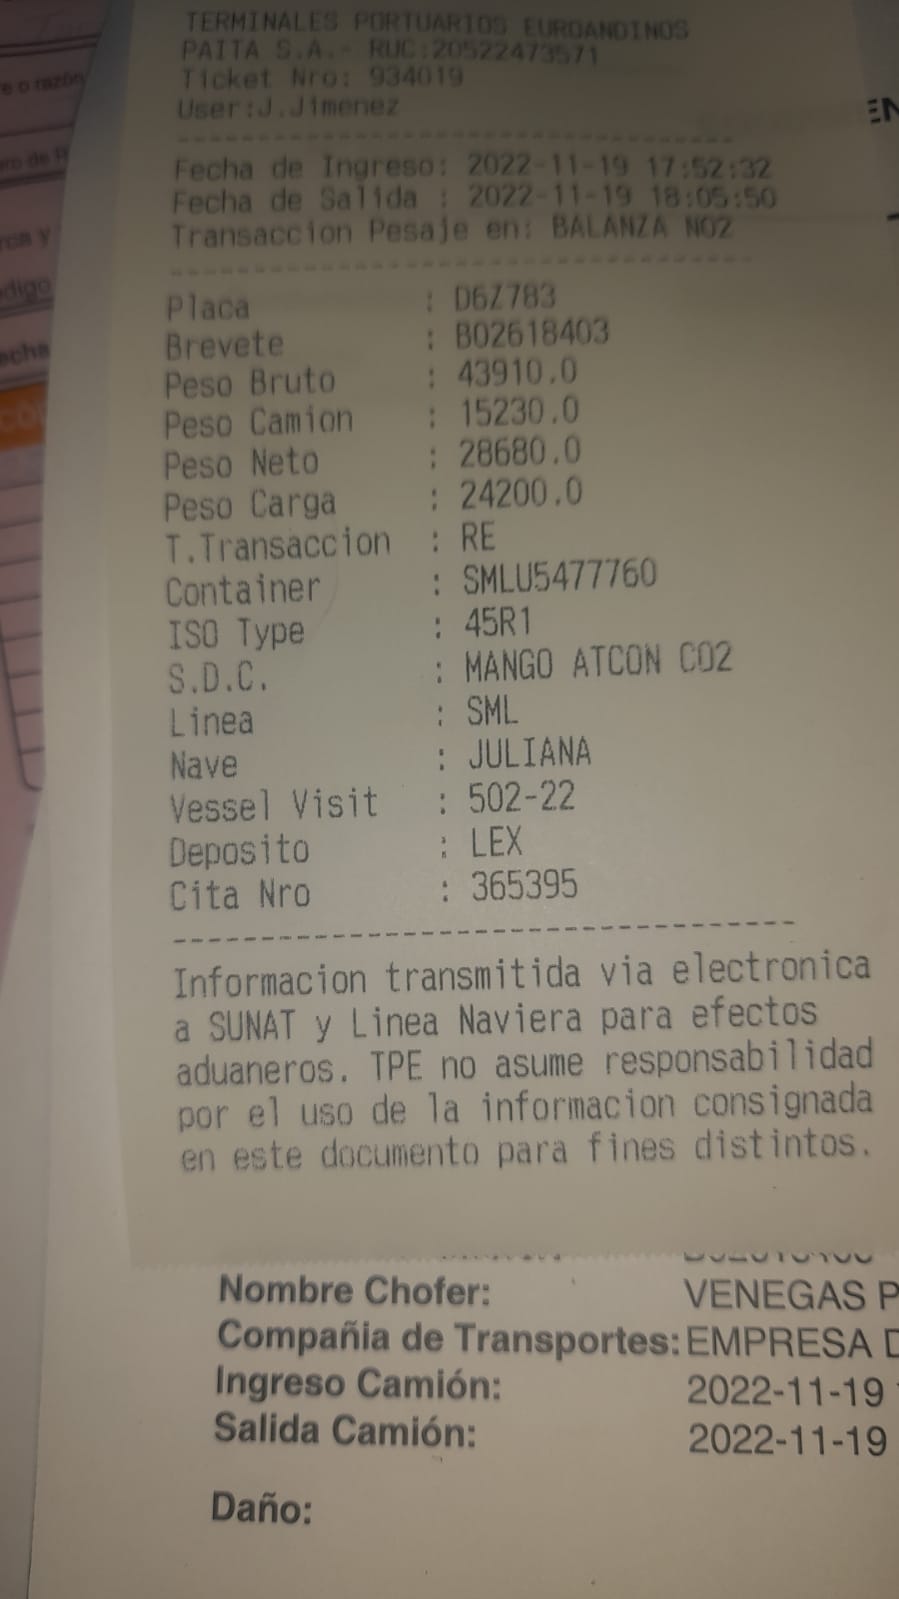 TERMINALES PORTUARIOS EUROANDINOS
PAITA S.A.- RUC:20522473571
Ticket Nro: 934019
User:J.Jimenez
Fecha de Ingreso: 2022-11-19 17:52:32
Fecha de Salida : 2022-11-19 18:05:50
Transaccion Pesaje en: BALANZA N02
Placa : D6Z783
Brevete : B02618403
Peso Bruto : 43910.0
Peso Camion : 15230.0
Peso Neto : 28680.0
Peso Carga : 24200.0
T.Transaccion : RE
Container : SMLU5477760
ISO Type : 45R1
S.D.C. : MANGO ATCON CO2
Linea : SML
Nave : JULIANA
Vessel Visit : 502-22
Deposito : LEX
Cita Nro : 365395
Informacion transmitida via electronica
a SUNAT y Linea Naviera para efectos
aduaneros. TPE no asume responsabilidad
por el uso de la informacion consignada
en este documento para fines distintos.
Nombre Chofer: VENEGAS P
Compañia de Transportes: EMPRESA D
Ingreso Camión: 2022-11-19
Salida Camión: 2022-11-19
Daño: